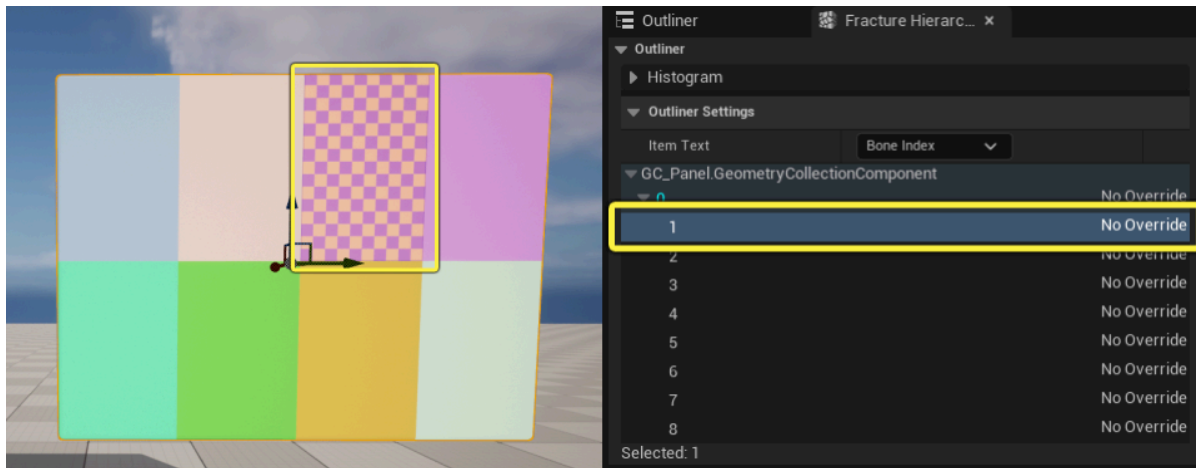 Outliner
Fracture Hierarc...
Outliner
Histogram
Outliner Settings
Item Text Bone Index
GC_Panel.GeometryCollectionComponent
0 No Override
1 No Override
2 No Override
3 No Override
4 No Override
5 No Override
6 No Override
7 No Override
8 No Override
Selected: 1